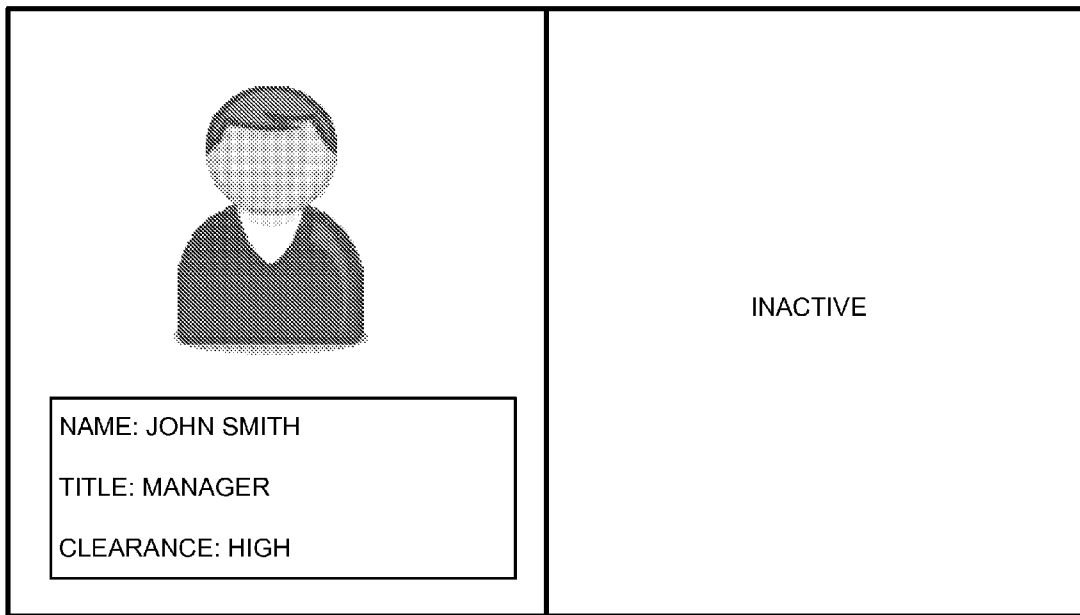 NAME: JOHN SMITH
TITLE: MANAGER
CLEARANCE: HIGH
INACTIVE